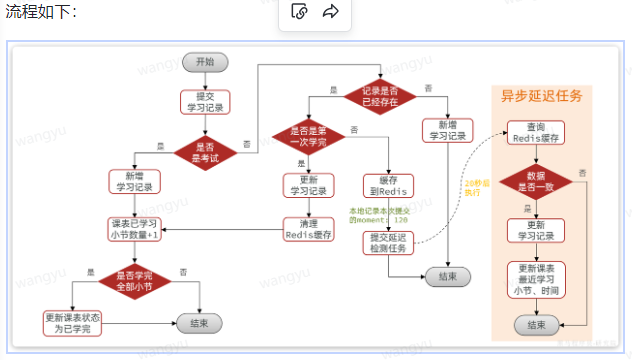 流程如下：
开始
提交
学习记录
是否
是考试
是
否
新增
学习记录
课表已学习
小节数量+1
是否学完
全部小节
是
否
更新课表状态
为已学完
结束
记录是否
已经存在
是
否
是否是第
一次学完
是
否
更新
学习记录
清理
Redis缓存
缓存
到Redis
本地记录本次提交
的moment: 120
提交延迟
检测任务
新增
学习记录
结束
20秒后
执行
异步延迟任务
查询
Redis缓存
数据
是否一致
是
否
更新
学习记录
更新课表
最近学习
小节、时间
结束
wangyu